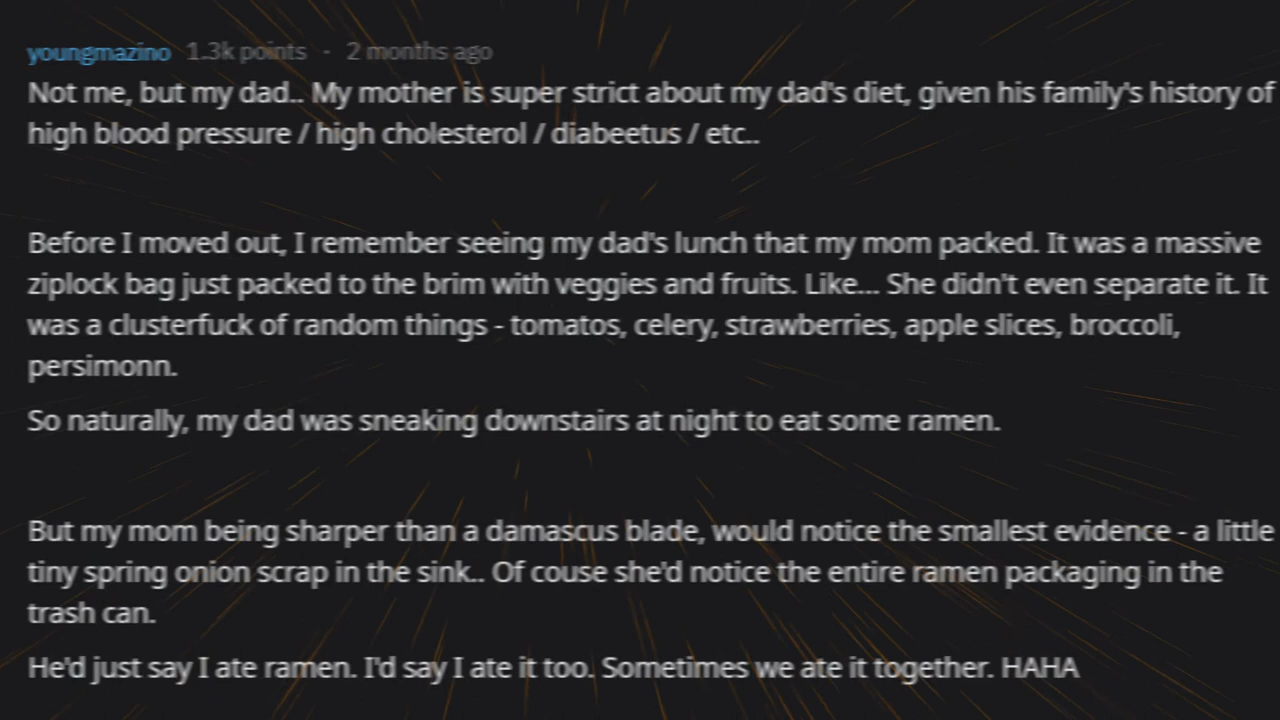 youngmazino 1.3k points · 2 months ago
Not me, but my dad.. My mother is super strict about my dad's diet, given his family's history of
high blood pressure / high cholesterol / diabeetus / etc..
Before I moved out, I remember seeing my dad's lunch that my mom packed. It was a massive
ziplock bag just packed to the brim with veggies and fruits. Like... She didn't even separate it. It
was a clusterfuck of random things - tomatos, celery, strawberries, apple slices, broccoli,
persimonn.
So naturally, my dad was sneaking downstairs at night to eat some ramen.
But my mom being sharper than a damascus blade, would notice the smallest evidence - a little
tiny spring onion scrap in the sink.. Of couse she'd notice the entire ramen packaging in the
trash can.
He'd just say I ate ramen. I'd say I ate it too. Sometimes we ate it together. HAHA